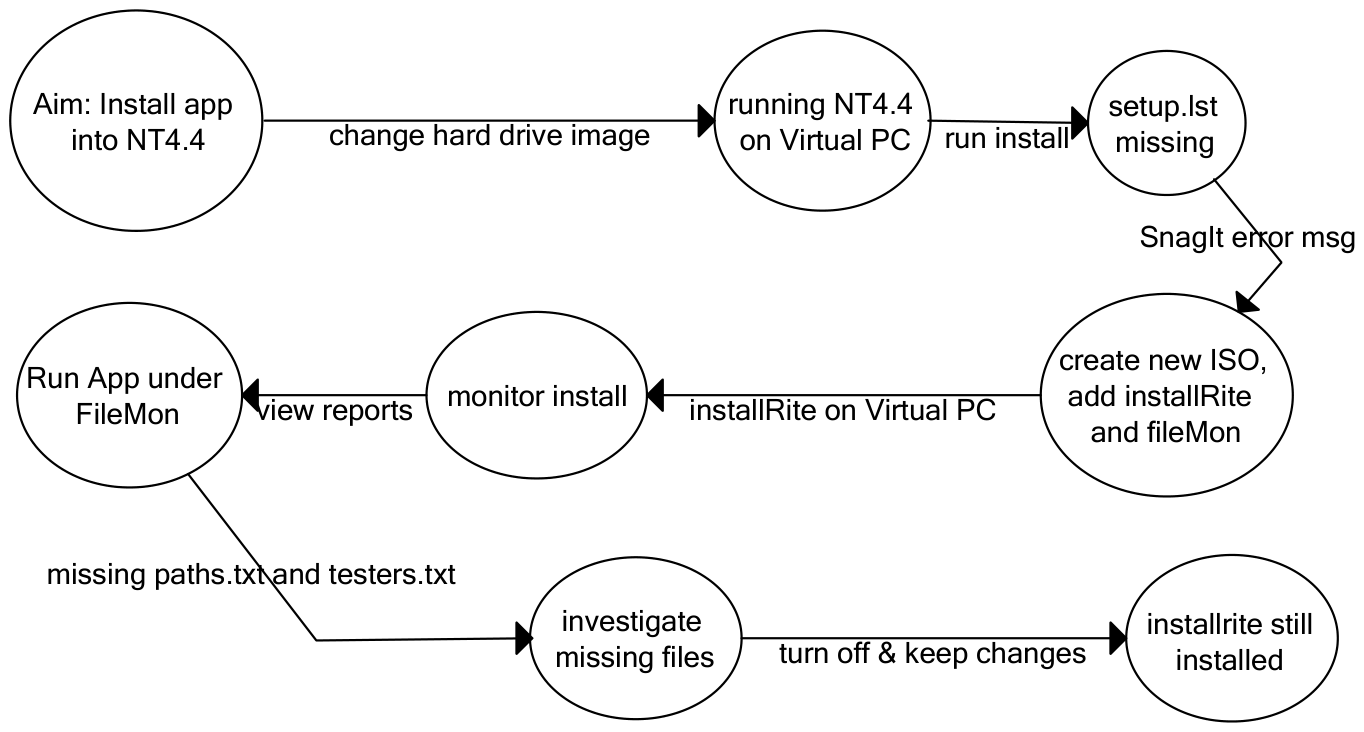 Aim: Install app
into NT4.4
change hard drive image
running NT4.4
on Virtual PC
run install
setup.lst
missing
SnagIt error msg
create new ISO,
add installRite
and fileMon
installRite on Virtual PC
monitor install
view reports
Run App under
FileMon
missing paths.txt and testers.txt
investigate
missing files
turn off & keep changes
installrite still
installed